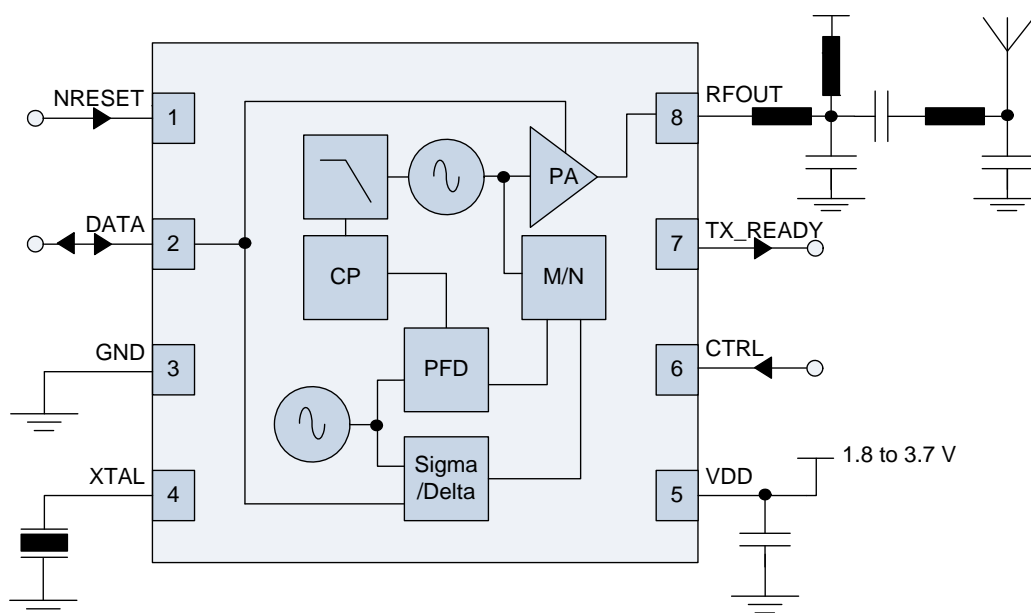 NRESET
1
8
RFOUT
PA
DATA
2
7
TX_READY
CP
M/N
GND
3
PFD
6
CTRL
XTAL
4
Sigma
/Delta
5
VDD
1.8 to 3.7 V